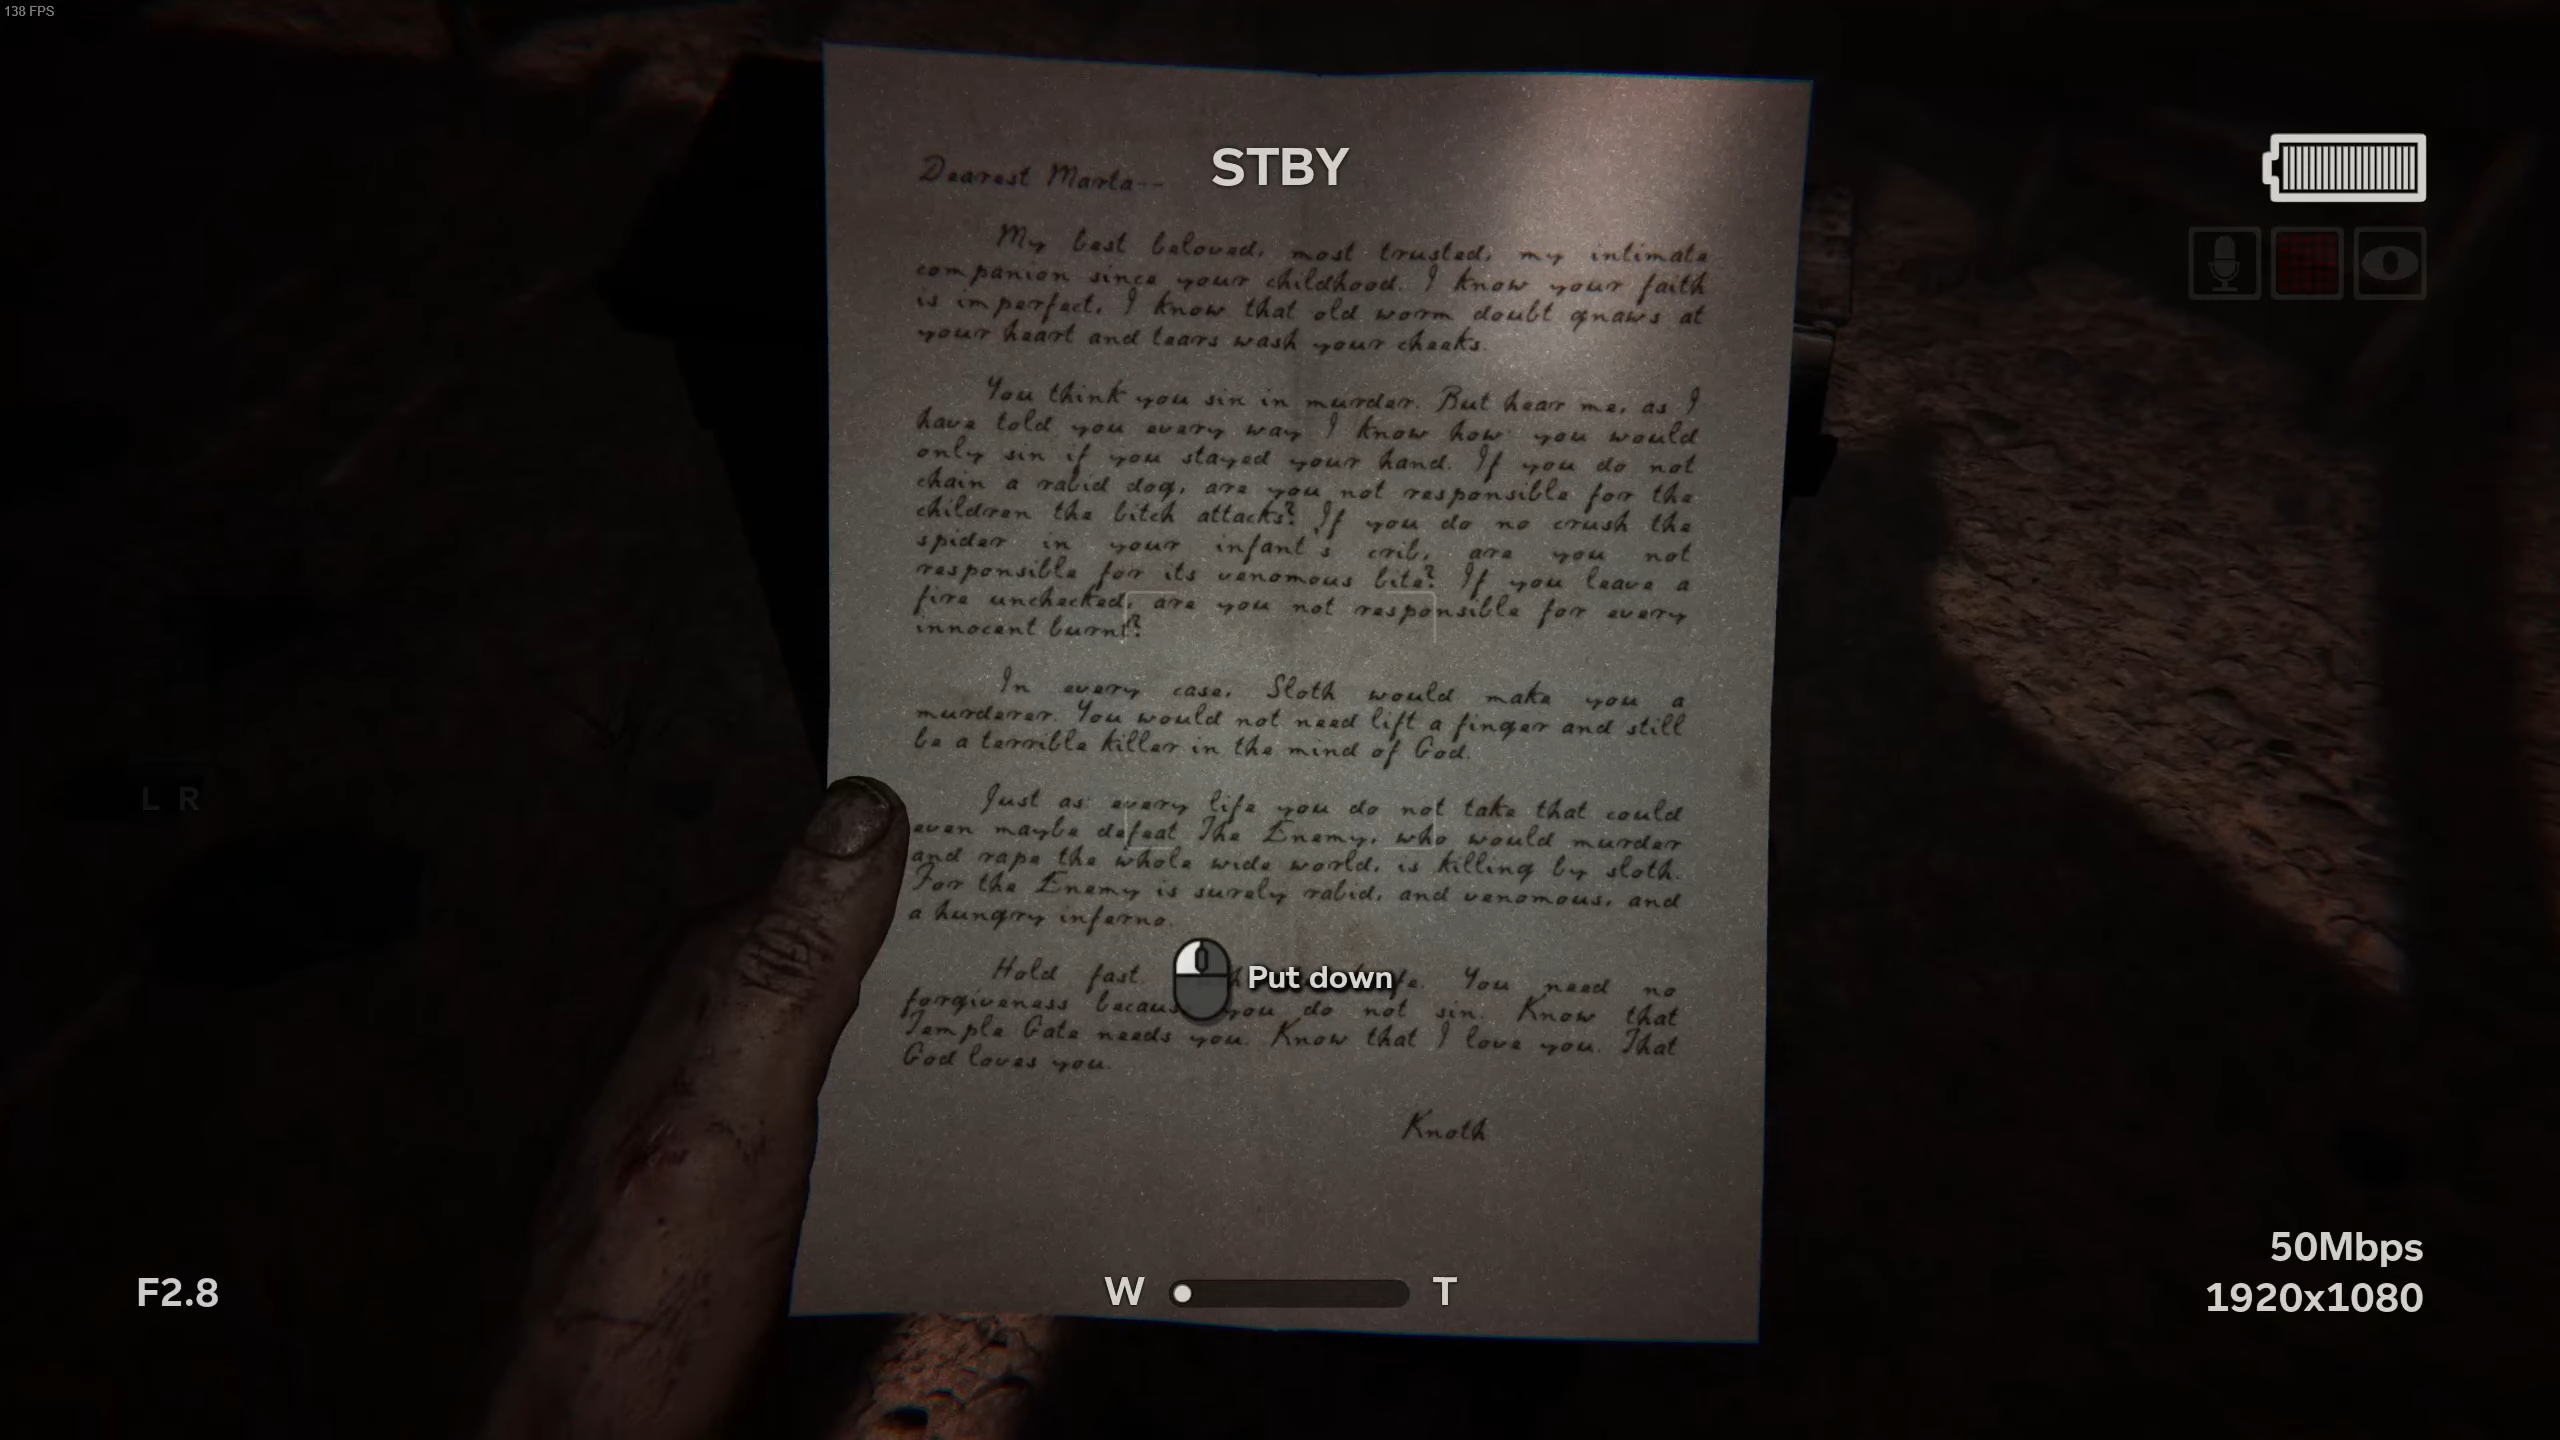 138 FPS
STBY
Dearest Marta--
My best beloved, most trusted, my intimate
companion since your childhood. I know your faith
is imperfect, I know that old worm doubt gnaws at
your heart and tears wash your cheeks.
You think you sin in murder. But hear me, as I
have told you every way I know how you would
only sin if you stayed your hand. If you do not
chain a rabid dog, are you not responsible for the
children the bitch attacks? If you do no crush the
spider in your infant's crib, are you not
responsible for its venomous bite? If you leave a
fire unchecked, are you not responsible for every
innocent burnt?
In every case, Sloth would make you a
murderer. You would not need lift a finger and still
be a terrible killer in the mind of God.
Just as every life you do not take that could
even maybe defeat The Enemy, who would murder
and rape the whole wide world, is killing by sloth.
For the Enemy is surely rabid, and venomous, and
a hungry inferno.
Hold fast. You need no
forgiveness because you do not sin. Know that
Temple Gate needs you. Know that I love you. That
God loves you.
Knoth
Put down
L R
F2.8
W T
50Mbps
1920x1080